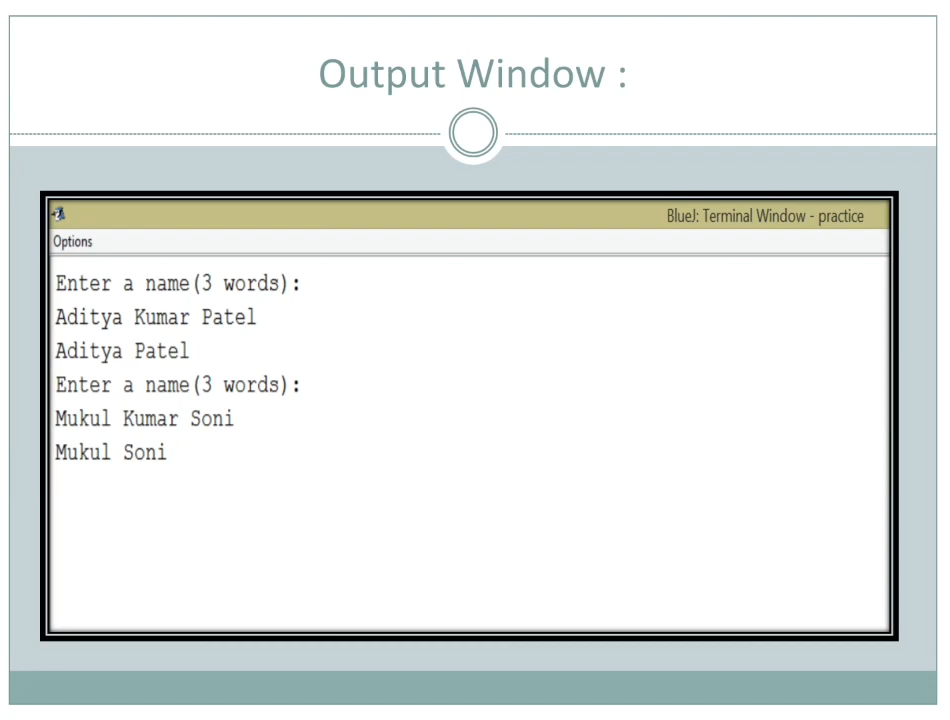 Output Window :
BlueJ: Terminal Window - practice
Options
Enter a name(3 words):
Aditya Kumar Patel
Aditya Patel
Enter a name(3 words):
Mukul Kumar Soni
Mukul Soni